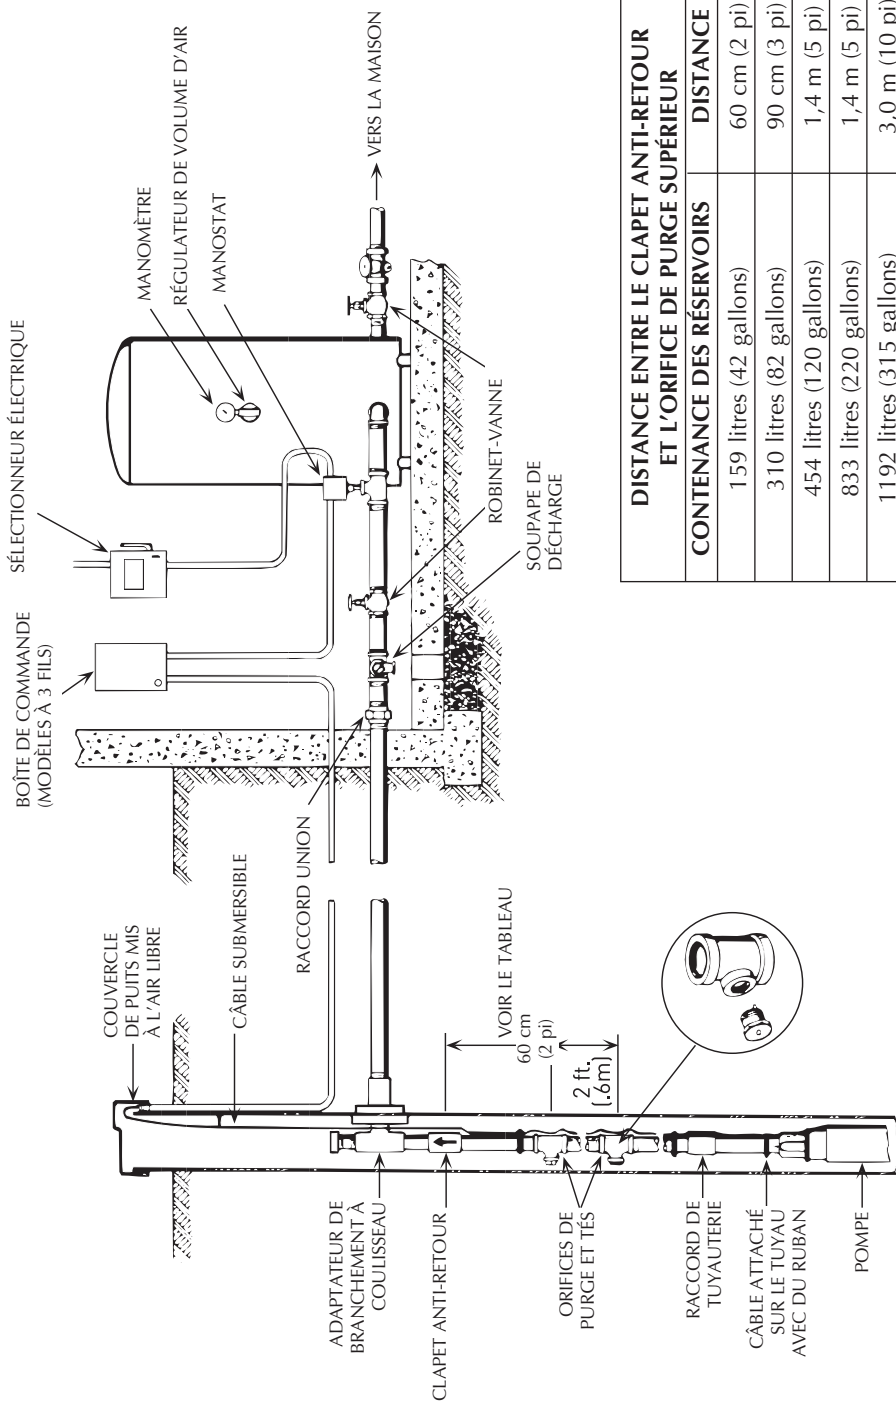 SÉLECTIONNEUR ÉLECTRIQUE
BOÎTE DE COMMANDE
(MODÈLES À 3 FILS)
MANOMÈTRE
RÉGULATEUR DE VOLUME D'AIR
MANOSTAT
VERS LA MAISON
COUVERCLE
DE PUITS MIS
À L'AIR LIBRE
CÂBLE SUBMERSIBLE
RACCORD UNION
ROBINET-VANNE
SOUPAPE DE
DÉCHARGE
ADAPTATEUR DE
BRANCHEMENT À
COULISSEAU
CLAPET ANTI-RETOUR
VOIR LE TABLEAU
60 cm
(2 pi)
2 ft.
(.6m)
ORIFICES DE
PURGE ET TÉS
RACCORD DE
TUYAUTERIE
CÂBLE ATTACHÉ
SUR LE TUYAU
AVEC DU RUBAN
POMPE
DISTANCE ENTRE LE CLAPET ANTI-RETOUR
ET L'ORIFICE DE PURGE SUPÉRIEUR
CONTENANCE DES RÉSERVOIRS DISTANCE
159 litres (42 gallons) 60 cm (2 pi)
310 litres (82 gallons) 90 cm (3 pi)
454 litres (120 gallons) 1,4 m (5 pi)
833 litres (220 gallons) 1,4 m (5 pi)
1192 litres (315 gallons) 3,0 m (10 pi)